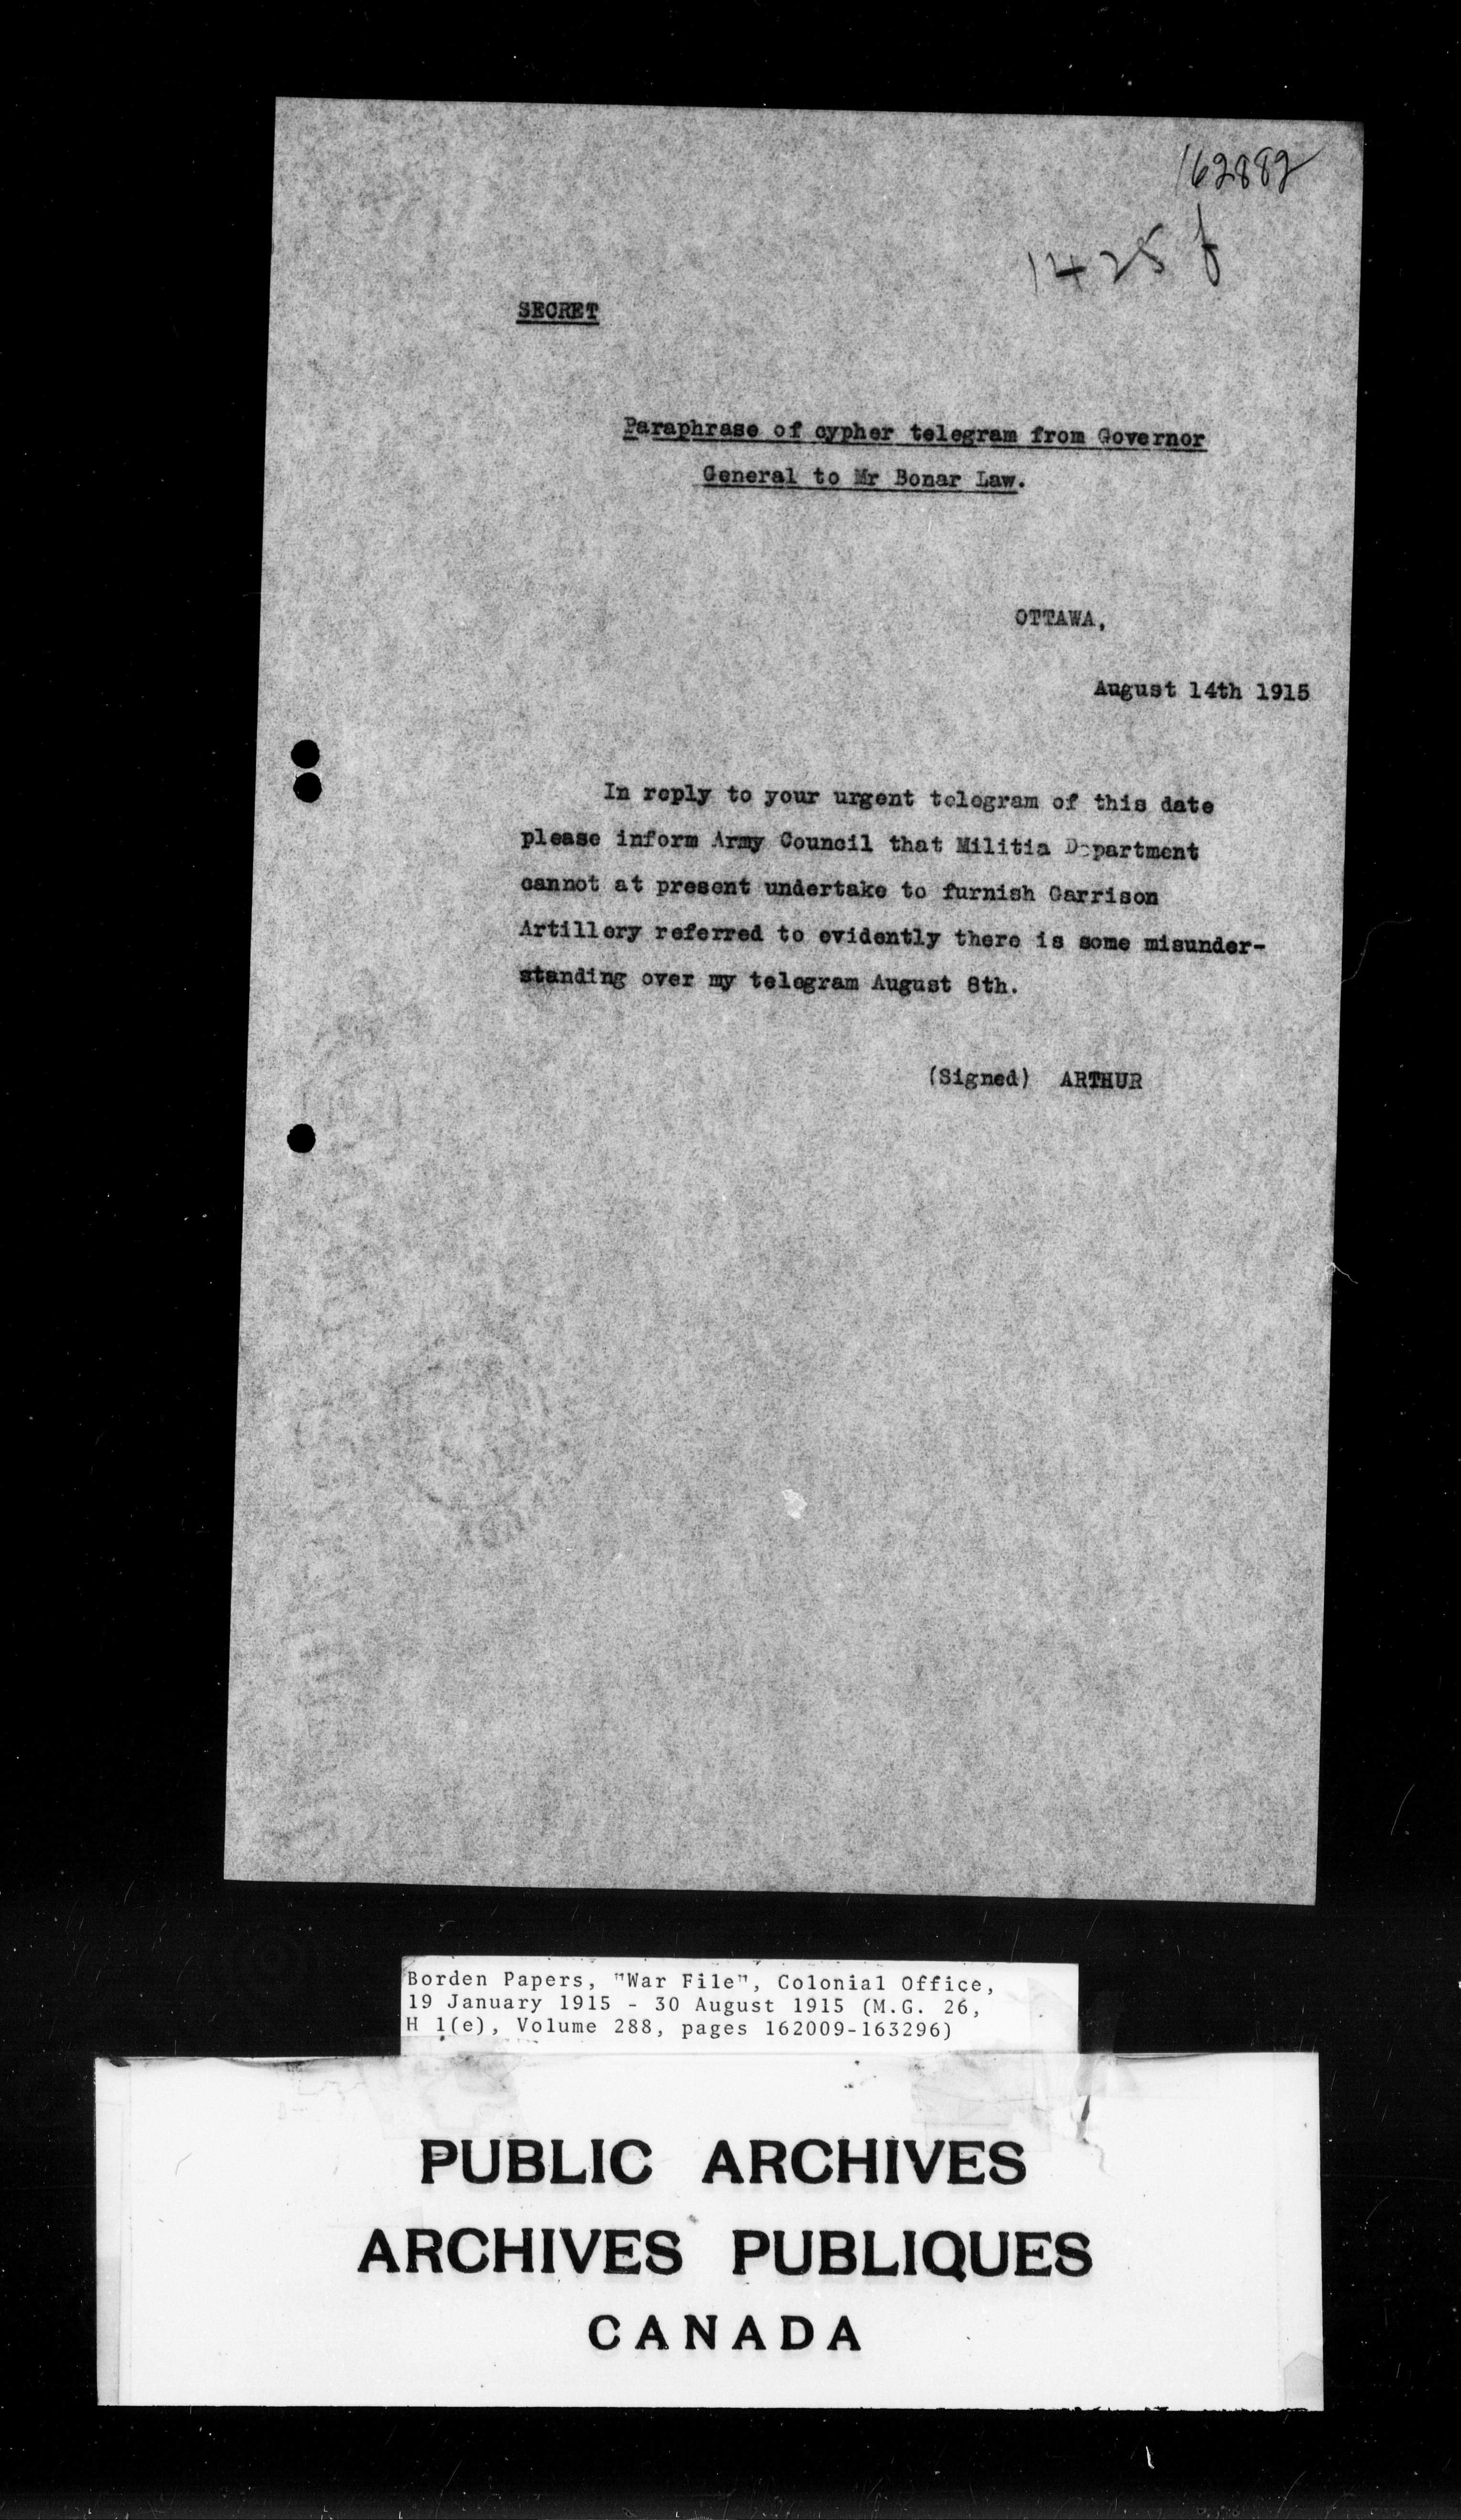 162882
1425 f
SECRET
Paraphrase of cypher telegram from Governor
General to Mr Bonar Law.
OTTAWA,
August 14th 1915
In reply to your urgent telegram of this date
please inform Army Council that Militia Department
cannot at present undertake to furnish Garrison
Artillery referred to evidently there is some misunder-
standing over my telegram August 8th.
(Signed) ARTHUR
Borden Papers, "War File", Colonial Office,
19 January 1915 - 30 August 1915 (M.G. 26,
H 1(e), Volume 288, pages 162009-163296)
PUBLIC ARCHIVES
ARCHIVES PUBLIQUES
CANADA